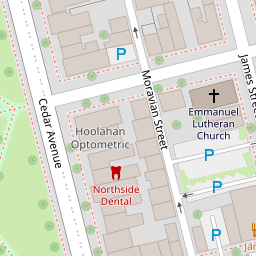 P
Moravian Street
James Street
Cedar Avenue
Emmanuel
Lutheran
Church
Hoolahan
Optometric
P
Northside
Dental
P
P